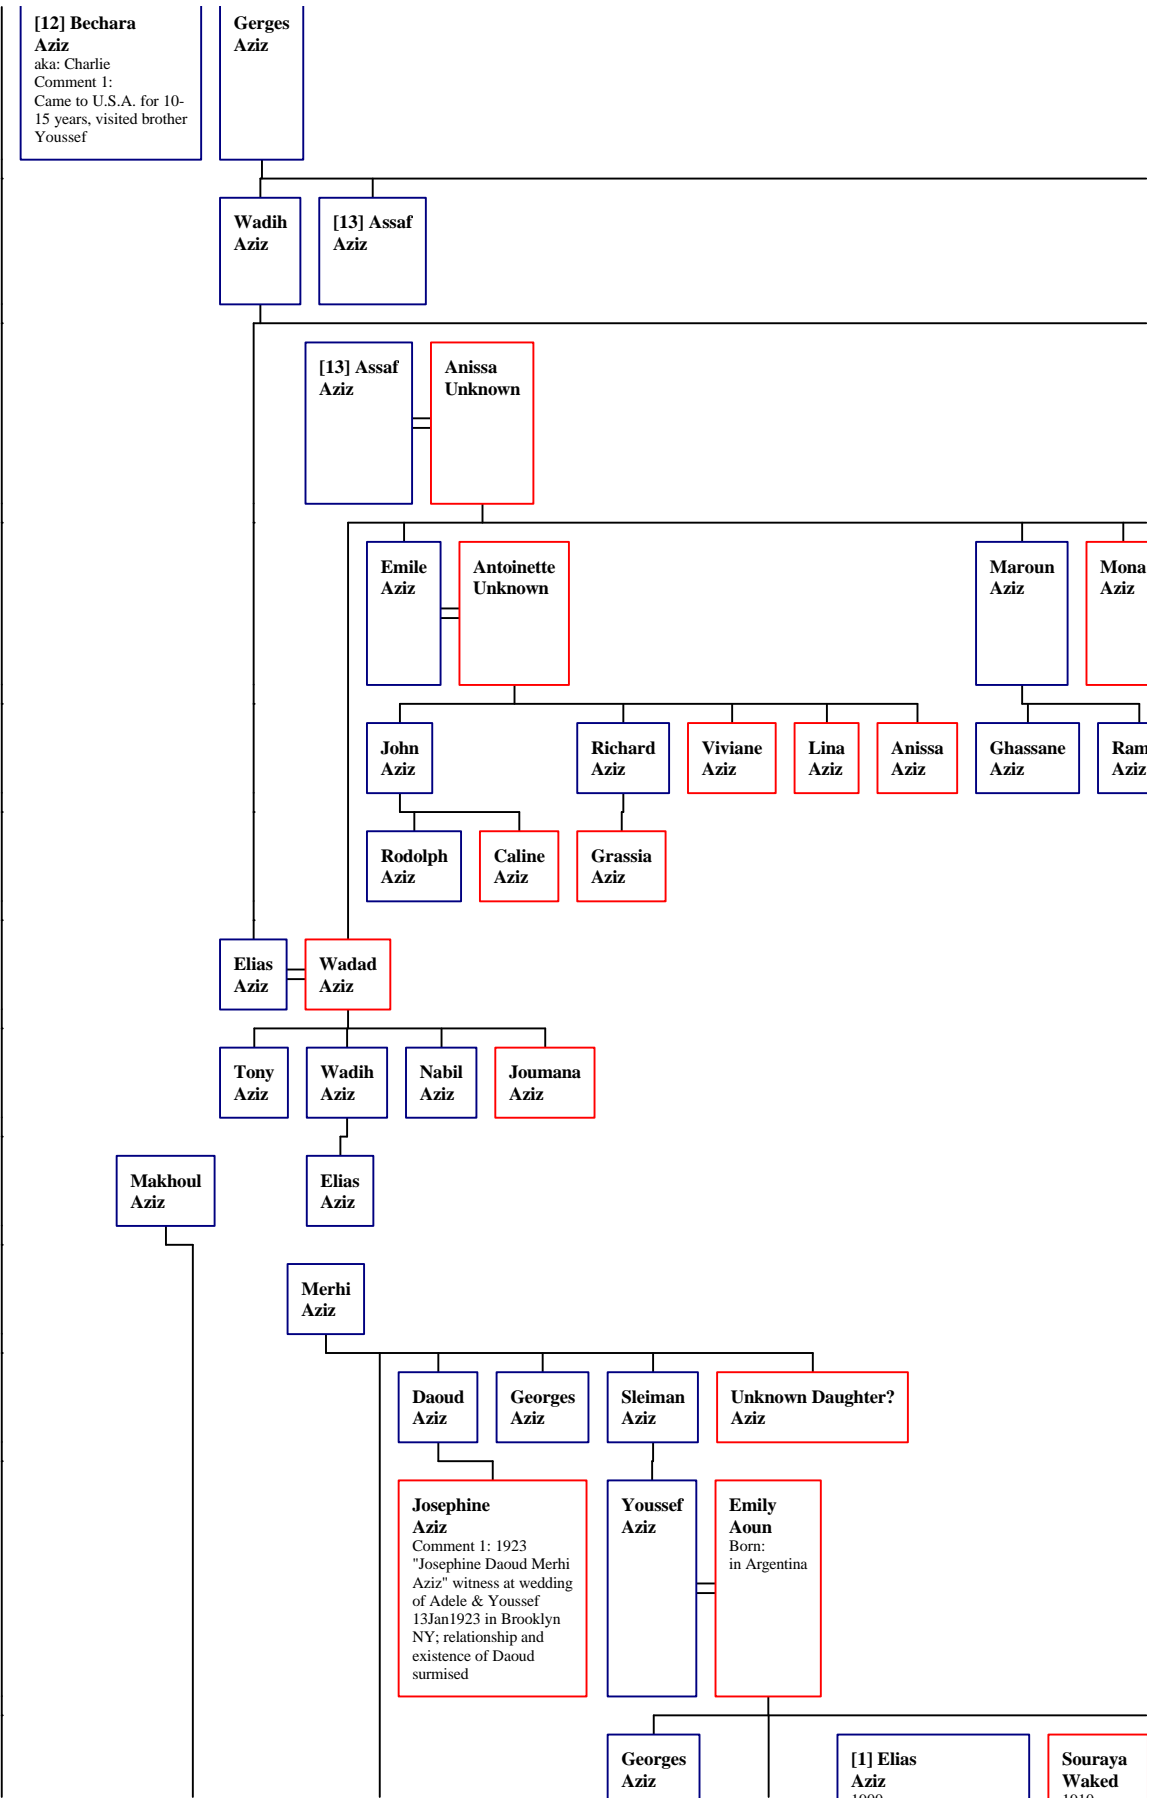 [12] Bechara
Aziz
aka: Charlie
Comment 1:
Came to U.S.A. for 10-
15 years, visited brother
Youssef
Gerges
Aziz
Wadih
Aziz
[13] Assaf
Aziz
[13] Assaf
Aziz
Anissa
Unknown
Emile
Aziz
Antoinette
Unknown
Maroun
Aziz
Mona
Aziz
John
Aziz
Richard
Aziz
Viviane
Aziz
Lina
Aziz
Anissa
Aziz
Ghassane
Aziz
Ram
Aziz
Rodolph
Aziz
Caline
Aziz
Grassia
Aziz
Elias
Aziz
Wadad
Aziz
Tony
Aziz
Wadih
Aziz
Nabil
Aziz
Joumana
Aziz
Makhoul
Aziz
Elias
Aziz
Merhi
Aziz
Daoud
Aziz
Georges
Aziz
Sleiman
Aziz
Unknown Daughter?
Aziz
Josephine
Aziz
Comment 1: 1923
"Josephine Daoud Merhi
Aziz" witness at wedding
of Adele & Youssef
13Jan1923 in Brooklyn
NY; relationship and
existence of Daoud
surmised
Youssef
Aziz
Emily
Aoun
Born:
in Argentina
Georges
Aziz
[1] Elias
Aziz
Souraya
Waked